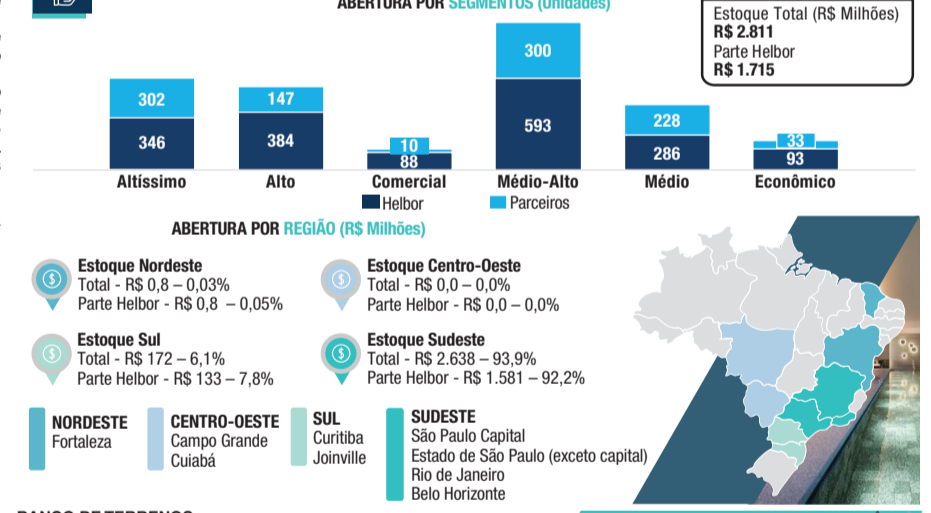 ABERTURA POR SEGMENTOS (Unidades)
Estoque Total (R$ Milhões)
R$ 2.811
Parte Helbor
R$ 1.715
302
346
147
384
10
88
300
593
228
286
33
93
Altíssimo
Alto
Comercial
Médio-Alto
Médio
Econômico
Helbor
Parceiros
ABERTURA POR REGIÃO (R$ Milhões)
Estoque Nordeste
Total - R$ 0,8 – 0,03%
Parte Helbor - R$ 0,8 – 0,05%
Estoque Centro-Oeste
Total - R$ 0,0 – 0,0%
Parte Helbor - R$ 0,0 – 0,0%
Estoque Sul
Total - R$ 172 – 6,1%
Parte Helbor - R$ 133 – 7,8%
Estoque Sudeste
Total - R$ 2.638 – 93,9%
Parte Helbor - R$ 1.581 – 92,2%
NORDESTE
Fortaleza
CENTRO-OESTE
Campo Grande
Cuiabá
SUL
Curitiba
Joinville
SUDESTE
São Paulo Capital
Estado de São Paulo (exceto capital)
Rio de Janeiro
Belo Horizonte
BANCO DE TERRENOS